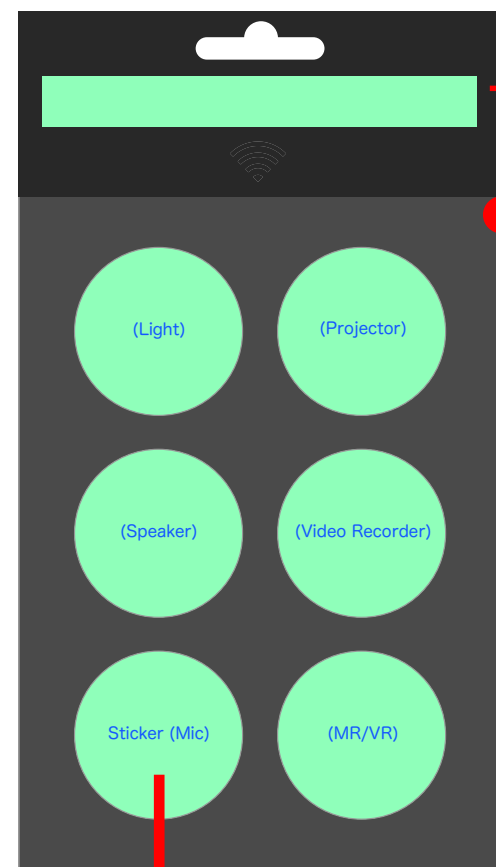 (Light)
(Projector)
(Speaker)
(Video Recorder)
Sticker (Mic)
(MR/VR)